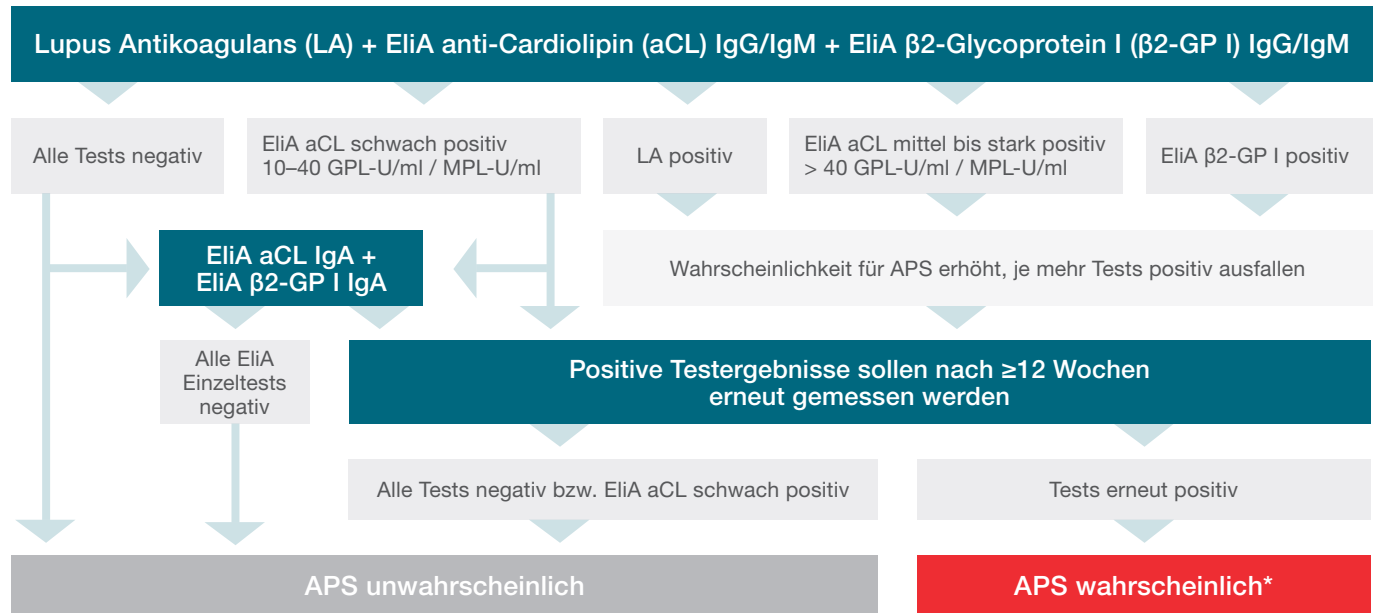 Lupus Antikoagulans (LA) + EliA anti-Cardiolipin (aCL) IgG/IgM + EliA β2-Glycoprotein I (β2-GP I) IgG/IgM
Alle Tests negativ
EliA aCL schwach positiv
10–40 GPL-U/ml / MPL-U/ml
LA positiv
EliA aCL mittel bis stark positiv
> 40 GPL-U/ml / MPL-U/ml
EliA β2-GP I positiv
EliA aCL IgA +
EliA β2-GP I IgA
Wahrscheinlichkeit für APS erhöht, je mehr Tests positiv ausfallen
Alle EliA
Einzeltests
negativ
Positive Testergebnisse sollen nach ≥12 Wochen
erneut gemessen werden
Alle Tests negativ bzw. EliA aCL schwach positiv
Tests erneut positiv
APS unwahrscheinlich
APS wahrscheinlich*